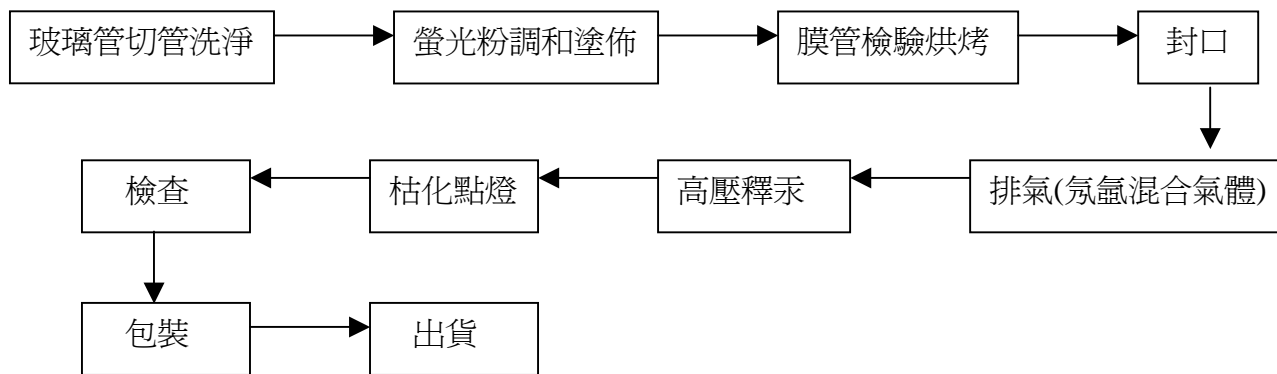 玻璃管切管洗淨
螢光粉調和塗佈
膜管檢驗烘烤
封口
排氣(氖氬混合氣體)
高壓釋汞
枯化點燈
檢查
包裝
出貨